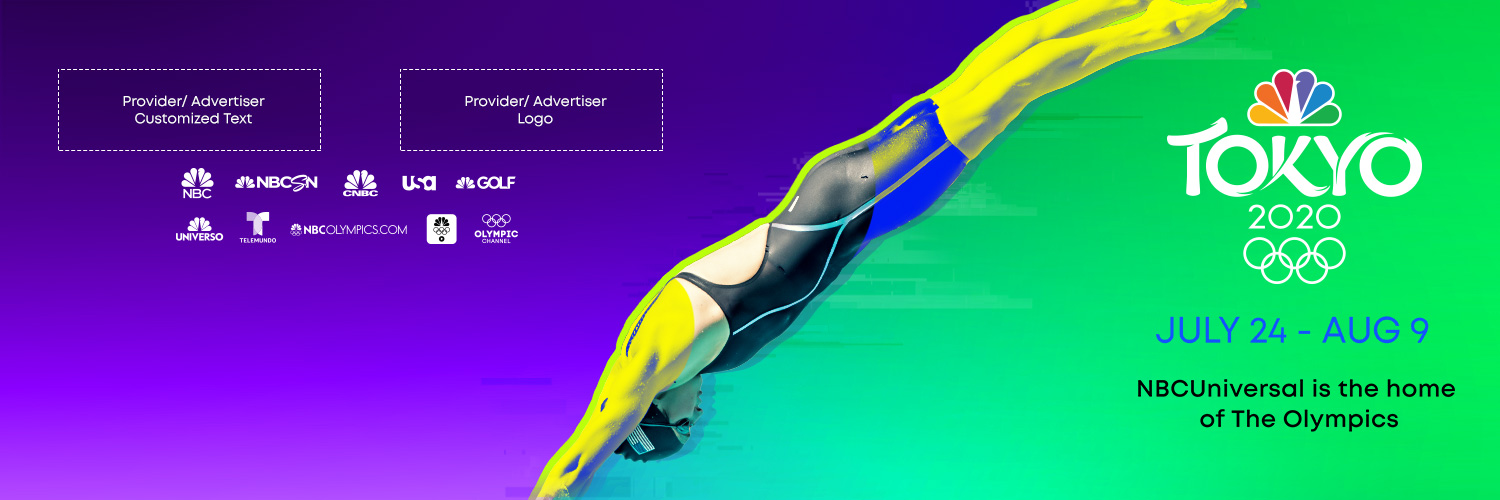 Provider/ Advertiser
Customized Text
Provider/ Advertiser
Logo
NBC
NBCSN
CNBC
USA
GOLF
UNIVERSO
TELEMUNDO
NBCOLYMPICS.COM
OLYMPIC
CHANNEL
TOKYO
2020
JULY 24 - AUG 9
NBCUniversal is the home
of The Olympics